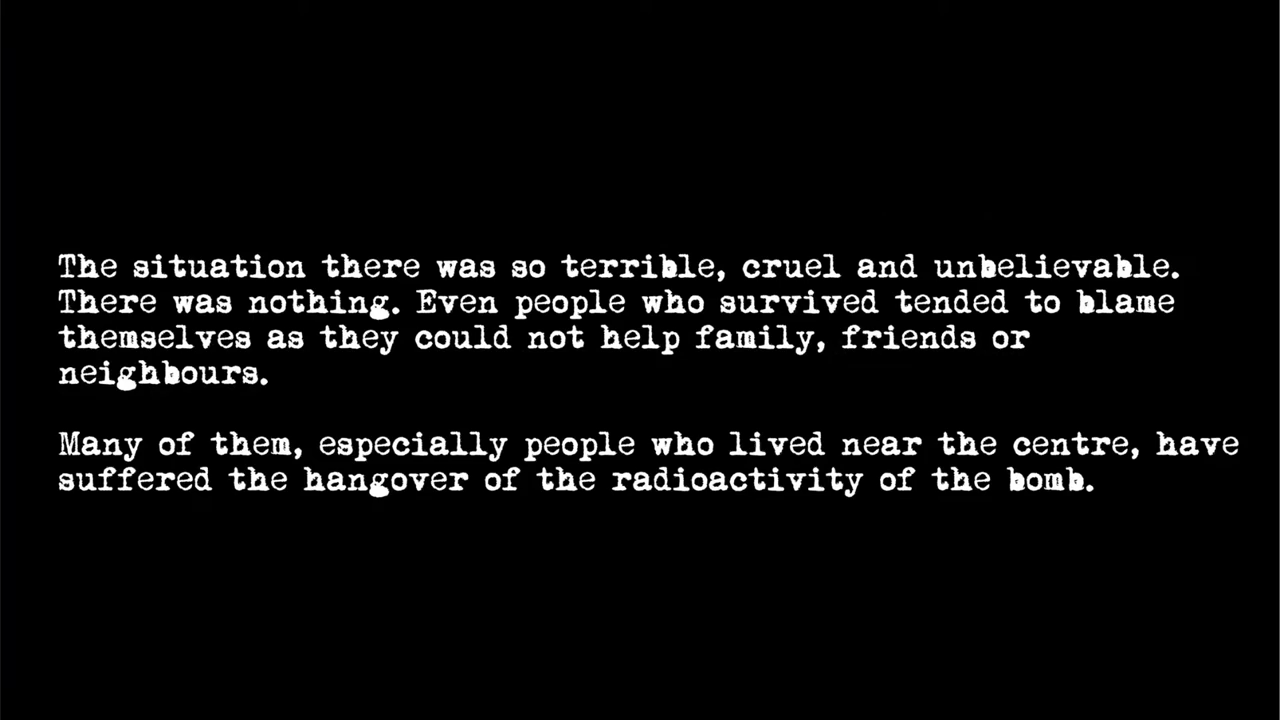 The situation there was so terrible, cruel and unbelievable.
There was nothing. Even people who survived tended to blame
themselves as they could not help family, friends or
neighbours.
Many of them, especially people who lived near the centre, have
suffered the hangover of the radioactivity of the bomb.